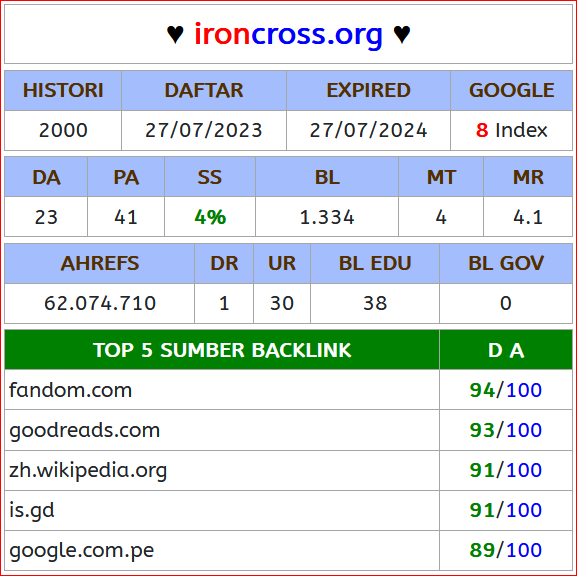 ♥ ironcross.org ♥
HISTORI DAFTAR EXPIRED GOOGLE
2000 27/07/2023 27/07/2024 8 Index
DA PA SS BL MT MR
23 41 4% 1.334 4 4.1
AHREFS DR UR BL EDU BL GOV
62.074.710 1 30 38 0
TOP 5 SUMBER BACKLINK D A
fandom.com 94/100
goodreads.com 93/100
zh.wikipedia.org 91/100
is.gd 91/100
google.com.pe 89/100